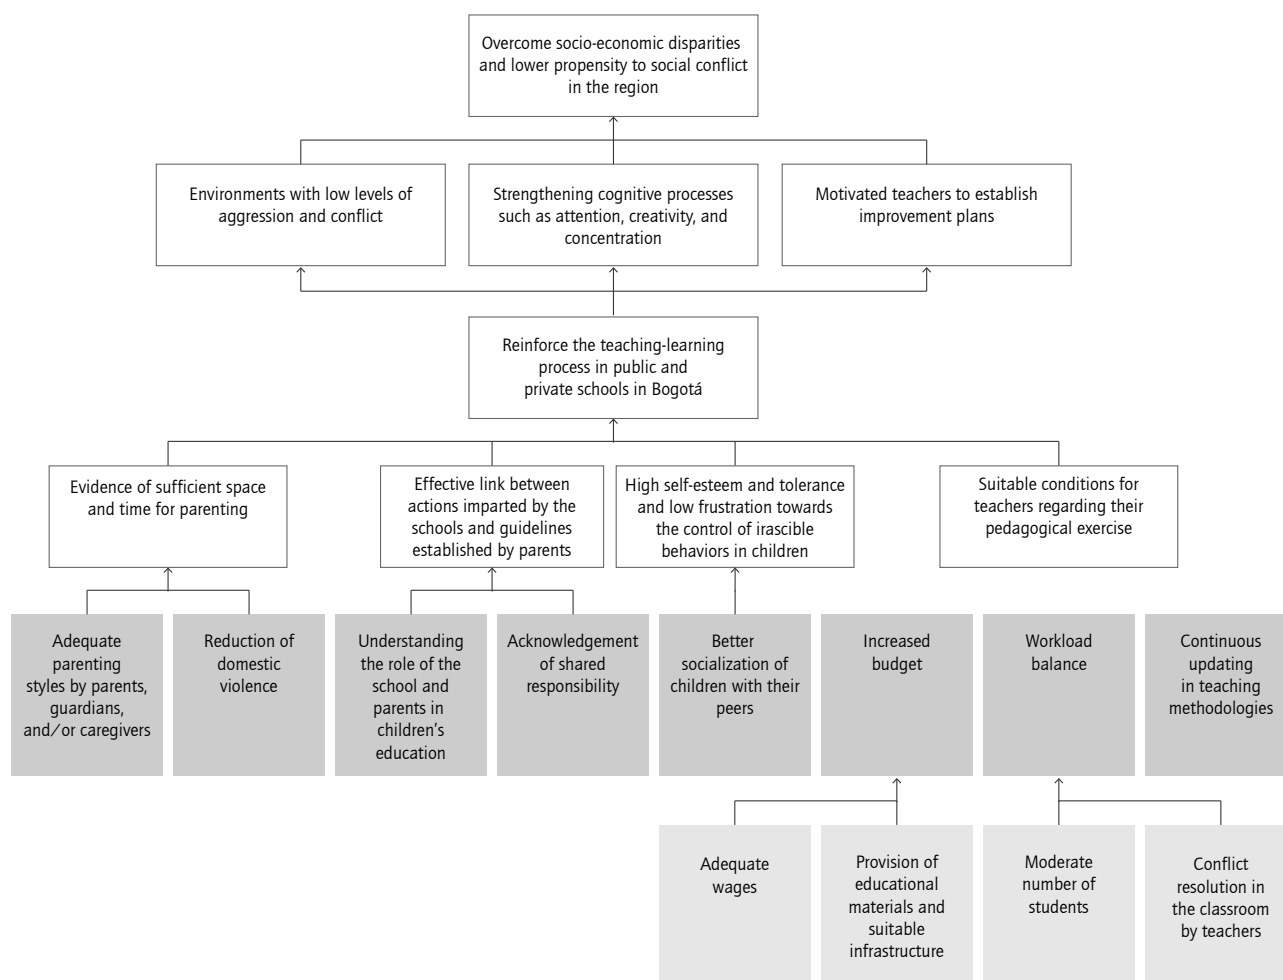 Overcome socio-economic disparities
and lower propensity to social conflict
in the region
Environments with low levels of
aggression and conflict
Strengthening cognitive processes
such as attention, creativity, and
concentration
Motivated teachers to establish
improvement plans
Reinforce the teaching-learning
process in public and
private schools in Bogotá
Evidence of sufficient space
and time for parenting
Effective link between
actions imparted by the
schools and guidelines
established by parents
High self-esteem and tolerance
and low frustration towards
the control of irascible
behaviors in children
Suitable conditions for
teachers regarding their
pedagogical exercise
Adequate
parenting
styles by parents,
guardians,
and/or caregivers
Reduction of
domestic
violence
Understanding
the role of the
school and
parents in
children's
education
Acknowledgement
of shared
responsibility
Better
socialization of
children with their
peers
Increased
budget
Workload
balance
Continuous
updating
in teaching
methodologies
Adequate
wages
Provision of
educational
materials and
suitable
infrastructure
Moderate
number of
students
Conflict
resolution in
the classroom
by teachers